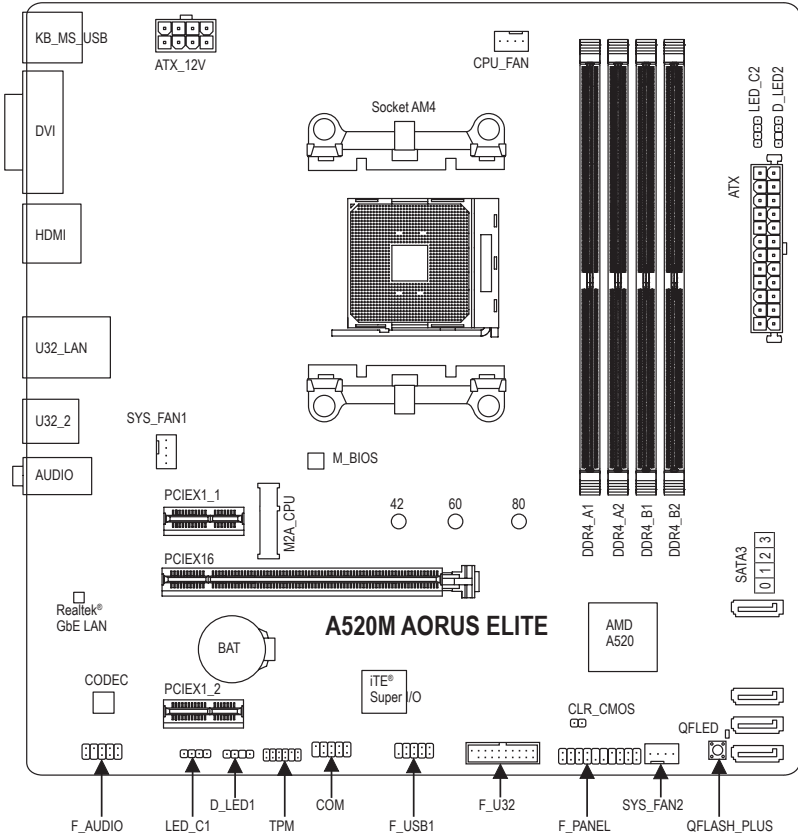 KB_MS_USB
ATX_12V
CPU_FAN
LED_C2
D_LED2
Socket AM4
DVI
ATX
HDMI
U32_LAN
U32_2
SYS_FAN1
AUDIO
M_BIOS
PCIEX1_1
M2A_CPU
42
60
80
DDR4_A1
DDR4_A2
DDR4_B1
DDR4_B2
SATA3
0 1 2 3
PCIEX16
Realtek®
GbE LAN
A520M AORUS ELITE
AMD
A520
BAT
CODEC
PCIEX1_2
iTE®
Super I/O
CLR_CMOS
QFLED
F_AUDIO
LED_C1
D_LED1
TPM
COM
F_USB1
F_U32
F_PANEL
SYS_FAN2
QFLASH_PLUS